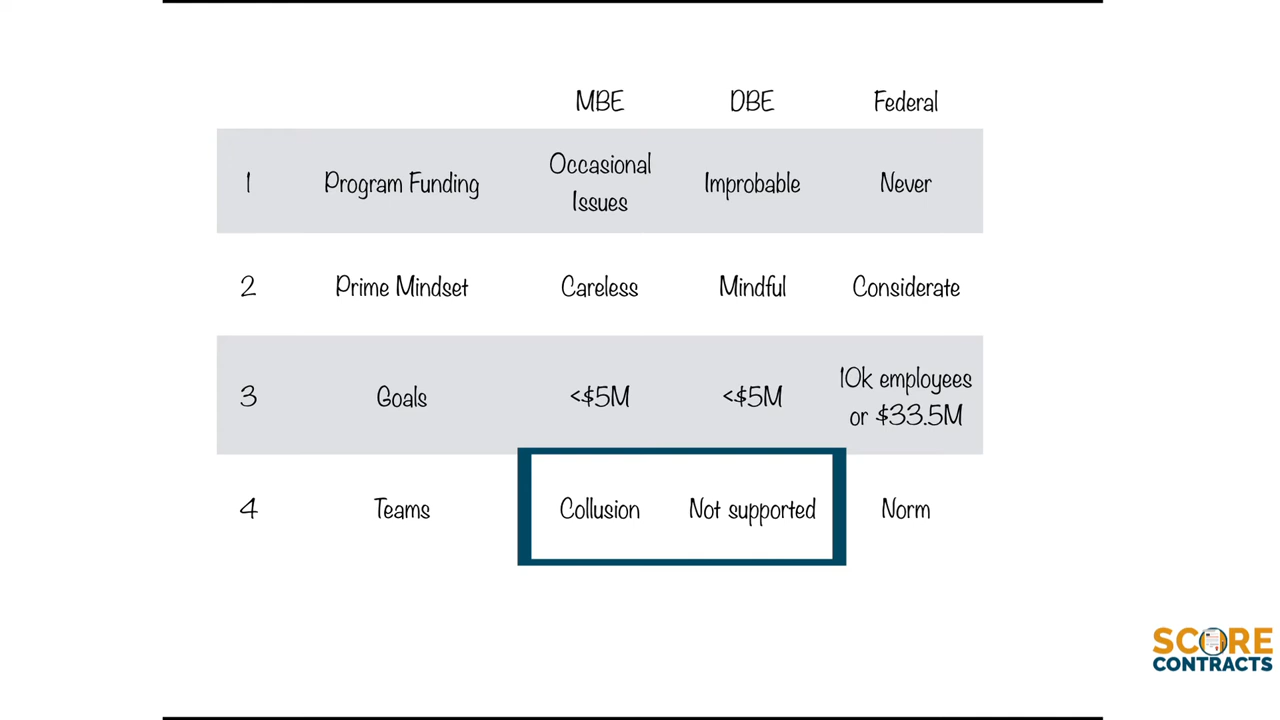 MBE DBE Federal
1 Program Funding Occasional Issues Improbable Never
2 Prime Mindset Careless Mindful Considerate
3 Goals <$5M <$5M 10k employees or $33.5M
4 Teams Collusion Not supported Norm
SCORE
CONTRACTS